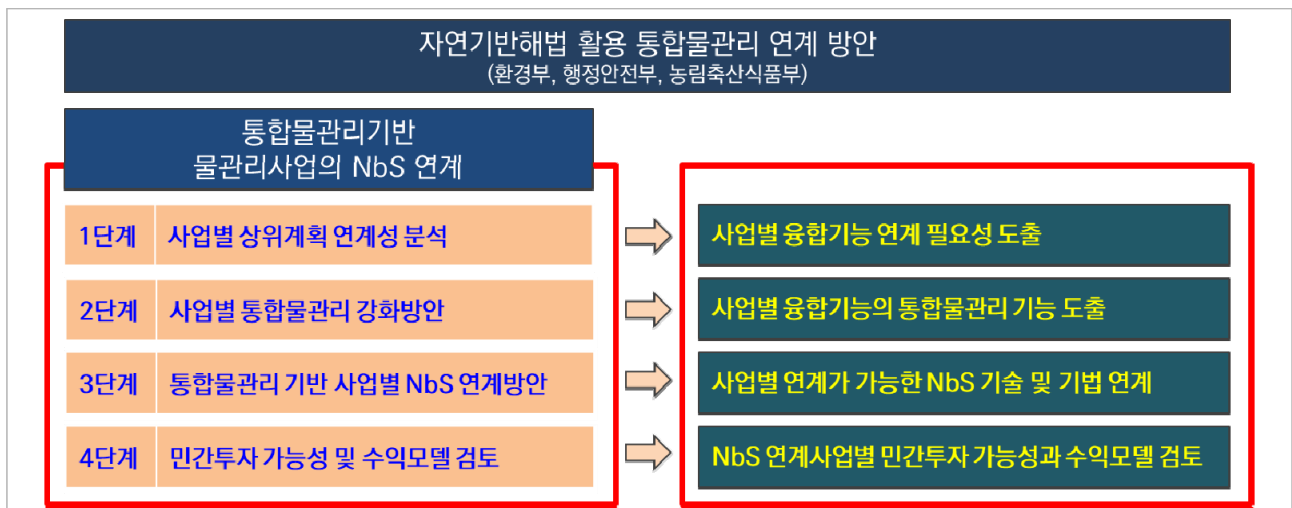 자연기반해법 활용 통합물관리 연계 방안
(환경부, 행정안전부, 농림축산식품부)
통합물관리기반
물관리사업의 NbS 연계
1단계 사업별 상위계획 연계성 분석
사업별 융합기능 연계 필요성 도출
2단계 사업별 통합물관리 강화방안
사업별 융합기능의 통합물관리 기능 도출
3단계 통합물관리 기반 사업별 NbS 연계방안
사업별 연계가 가능한 NbS 기술 및 기법 연계
4단계 민간투자 가능성 및 수익모델 검토
NbS 연계사업별 민간투자 가능성과 수익모델 검토